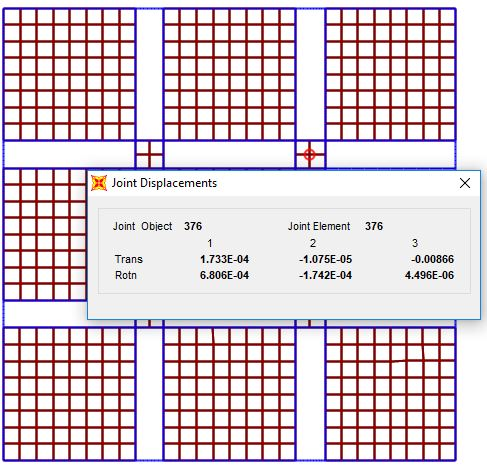 Joint Displacements
Joint Object 376 Joint Element 376
1 2 3
Trans 1.733E-04 -1.075E-05 -0.00866
Rotn 6.806E-04 -1.742E-04 4.496E-06